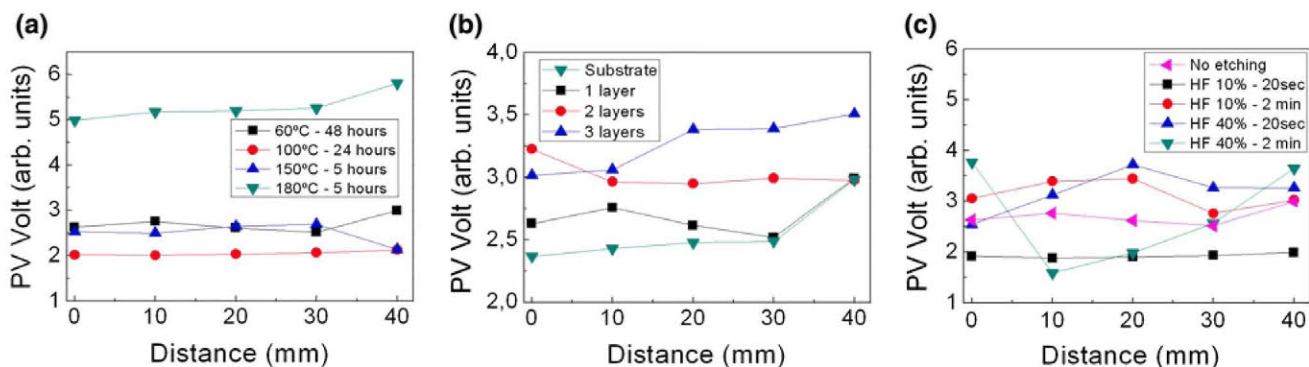 (a)
PV Volt (arb. units)
6
5
4
3
2
1
60ºC - 48 hours
100ºC - 24 hours
150ºC - 5 hours
180ºC - 5 hours
0 10 20 30 40
Distance (mm)
(b)
PV Volt (arb. units)
4,0
3,5
3,0
2,5
2,0
Substrate
1 layer
2 layers
3 layers
0 10 20 30 40
Distance (mm)
(c)
PV Volt (arb. units)
6
5
4
3
2
1
No etching
HF 10% - 20sec
HF 10% - 2 min
HF 40% - 20sec
HF 40% - 2 min
0 10 20 30 40
Distance (mm)